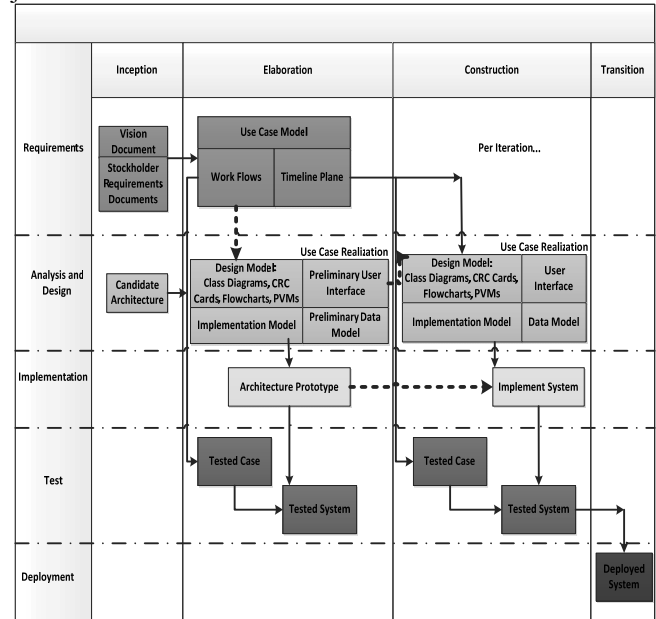 Inception
Elaboration
Construction
Transition
Requirements
Vision
Document
Stockholder
Requirements
Documents
Use Case Model
Work Flows
Timeline Plane
Per Iteration...
Analysis and
Design
Candidate
Architecture
Use Case Realization
Design Model:
Class Diagrams, CRC
Cards, Flowcharts, PVMs
Preliminary User
Interface
Implementation Model
Preliminary Data
Model
Use Case Realization
Design Model:
Class Diagrams, CRC Cards,
Flowcharts, PVMs
User
Interface
Implementation Model
Data Model
Implementation
Architecture Prototype
Implement System
Test
Tested Case
Tested System
Tested Case
Tested System
Deployment
Deployed
System